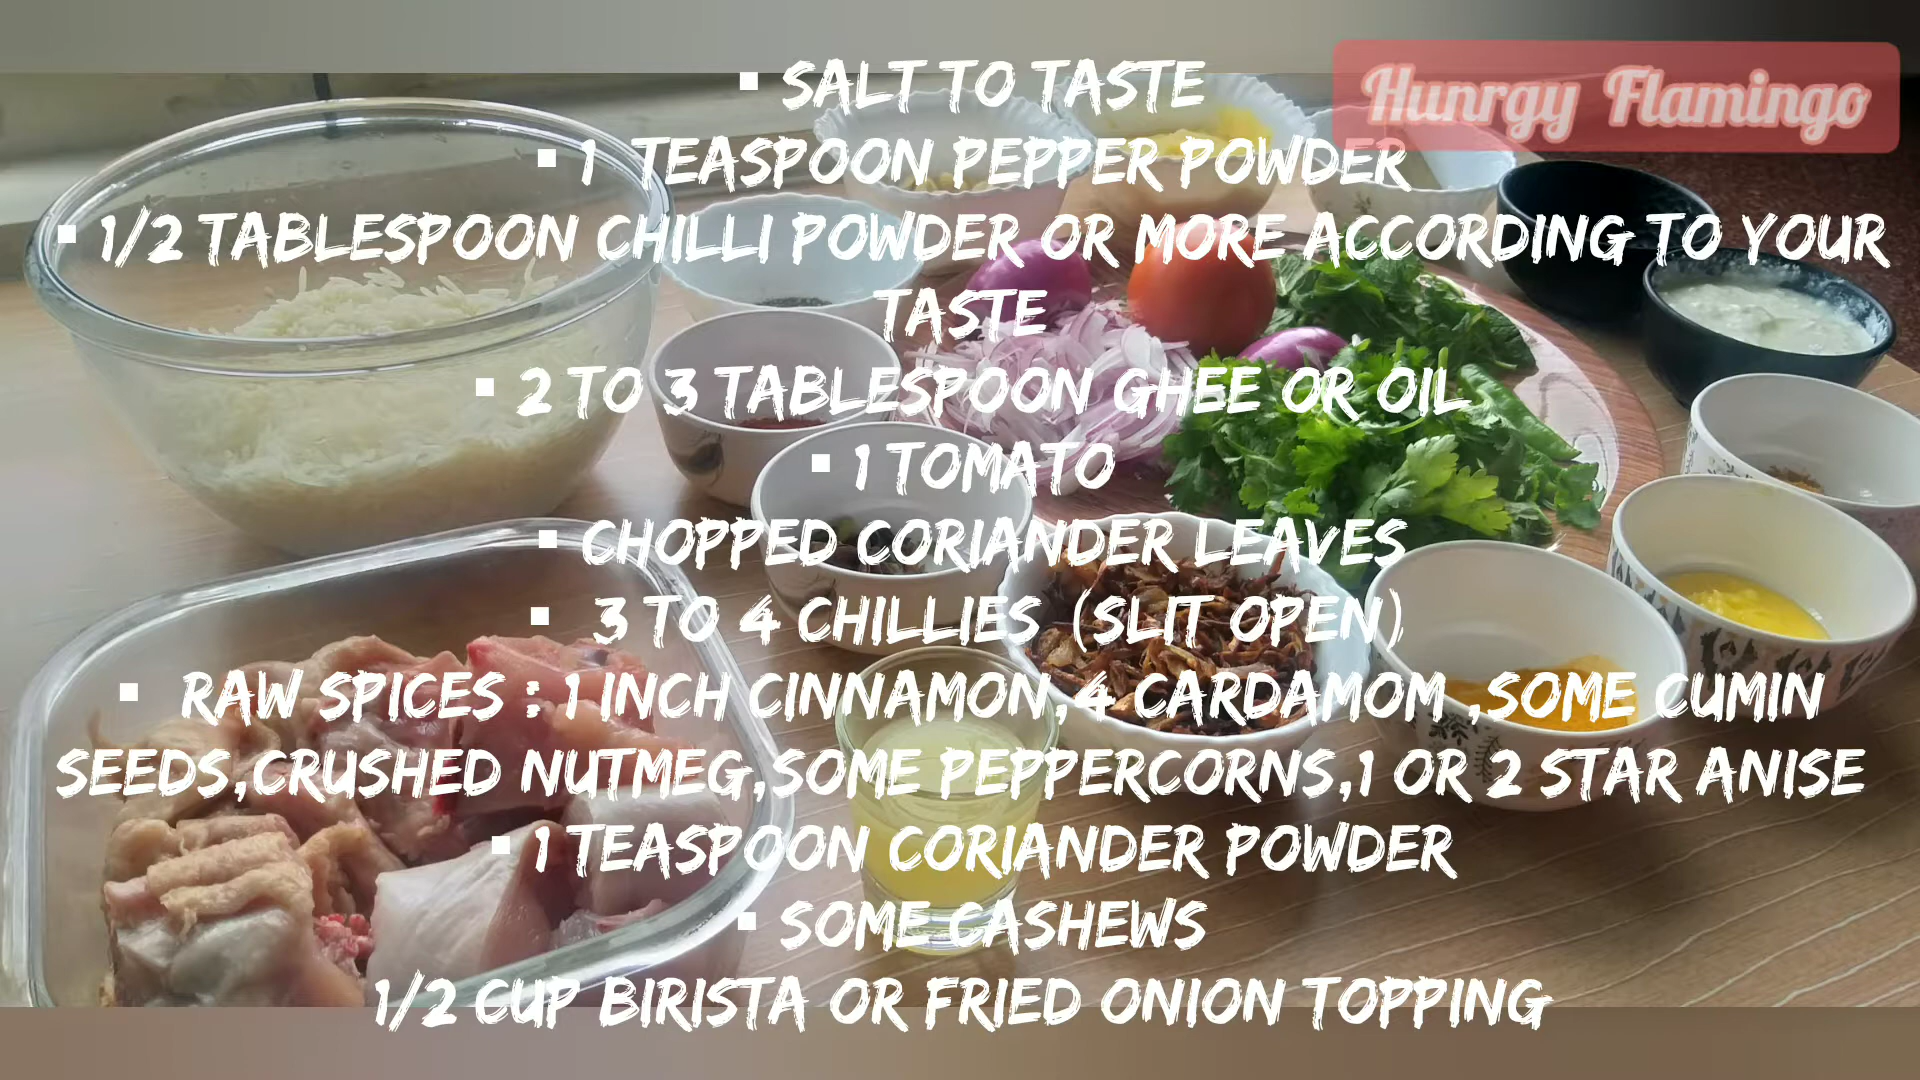 Hunrgy Flamingo
▪ SALT TO TASTE
▪ 1 TEASPOON PEPPER POWDER
▪ 1/2 TABLESPOON CHILLI POWDER OR MORE ACCORDING TO YOUR
TASTE
▪ 2 TO 3 TABLESPOON GHEE OR OIL
▪ 1 TOMATO
▪ CHOPPED CORIANDER LEAVES
▪ 3 TO 4 CHILLIES (SLIT OPEN)
▪ RAW SPICES : 1 INCH CINNAMON,4 CARDAMOM ,SOME CUMIN
SEEDS,CRUSHED NUTMEG,SOME PEPPERCORNS,1 OR 2 STAR ANISE
▪ 1 TEASPOON CORIANDER POWDER
▪ SOME CASHEWS
1/2 CUP BIRISTA OR FRIED ONION TOPPING